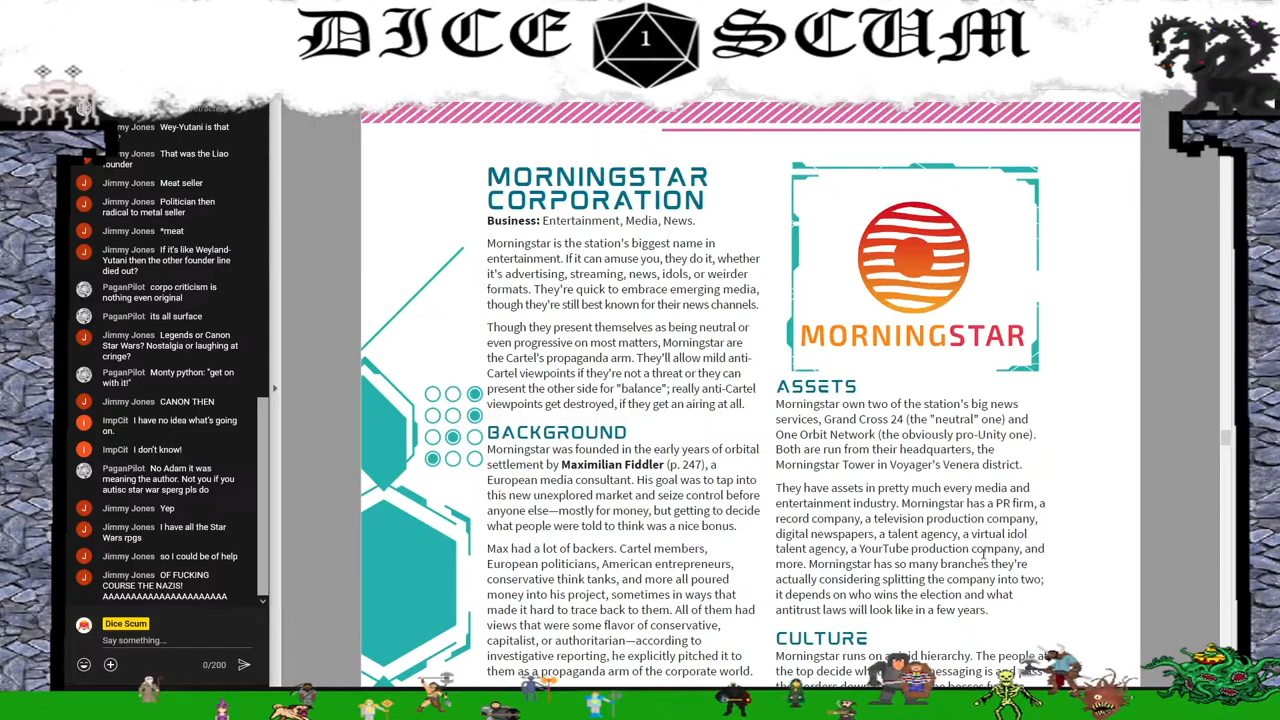 DICE 1 SCUM
Jimmy Jones Wey-Yutani is that
Jimmy Jones That was the Liao
founder
Jimmy Jones Meat seller
Jimmy Jones Politician then
radical to metal seller
Jimmy Jones *meat
Jimmy Jones If it's like Weyland-
Yutani then the other founder line
died out?
PaganPilot corpo criticism is
nothing even original
PaganPilot its all surface
Jimmy Jones Legends or Canon
Star Wars? Nostalgia or laughing at
cringe?
PaganPilot Monty python: "get on
with it!"
Jimmy Jones CANON THEN
ImpCit I have no idea what's going
on.
ImpCit I don't know!
PaganPilot No Adam it was
meaning the author. Not you if you
autisc star war sperg pls do
Jimmy Jones Yep
Jimmy Jones I have all the Star
Wars rpgs
Jimmy Jones so I could be of help
Jimmy Jones OF FUCKING
COURSE THE NAZIS!
AAAAAAAAAAAAAAAAAAAAAA
Dice Scum
Say something...
0/200
MORNINGSTAR
CORPORATION
Business: Entertainment, Media, News.
Morningstar is the station's biggest name in
entertainment. If it can amuse you, they do it, whether
it's advertising, streaming, news, idols, or weirder
formats. They're quick to embrace emerging media,
though they're still best known for their news channels.
Though they present themselves as being neutral or
even progressive on most matters, Morningstar are
the Cartel's propaganda arm. They'll allow mild anti-
Cartel viewpoints if they're not a threat or they can
present the other side for "balance"; really anti-Cartel
viewpoints get destroyed, if they get an airing at all.
BACKGROUND
Morningstar was founded in the early years of orbital
settlement by Maximilian Fiddler (p. 247), a
European media consultant. His goal was to tap into
this new unexplored market and seize control before
anyone else—mostly for money, but getting to decide
what people were told to think was a nice bonus.
Max had a lot of backers. Cartel members,
European politicians, American entrepreneurs,
conservative think tanks, and more all poured
money into his project, sometimes in ways that
made it hard to trace back to them. All of them had
views that were some flavor of conservative,
capitalist, or authoritarian—according to
investigative reporting, he explicitly pitched it to
them as a propaganda arm of the corporate world.
MORNINGSTAR
ASSETS
Morningstar own two of the station's big news
services, Grand Cross 24 (the "neutral" one) and
One Orbit Network (the obviously pro-Unity one).
Both are run from their headquarters, the
Morningstar Tower in Voyager's Venera district.
They have assets in pretty much every media and
entertainment industry. Morningstar has a PR firm, a
record company, a television production company,
digital newspapers, a talent agency, a virtual idol
talent agency, a YourTube production company, and
more. Morningstar has so many branches they're
actually considering splitting the company into two;
it depends on who wins the election and what
antitrust laws will look like in a few years.
CULTURE
Morningstar runs on a hierarchy. The people at
the top decide messaging is